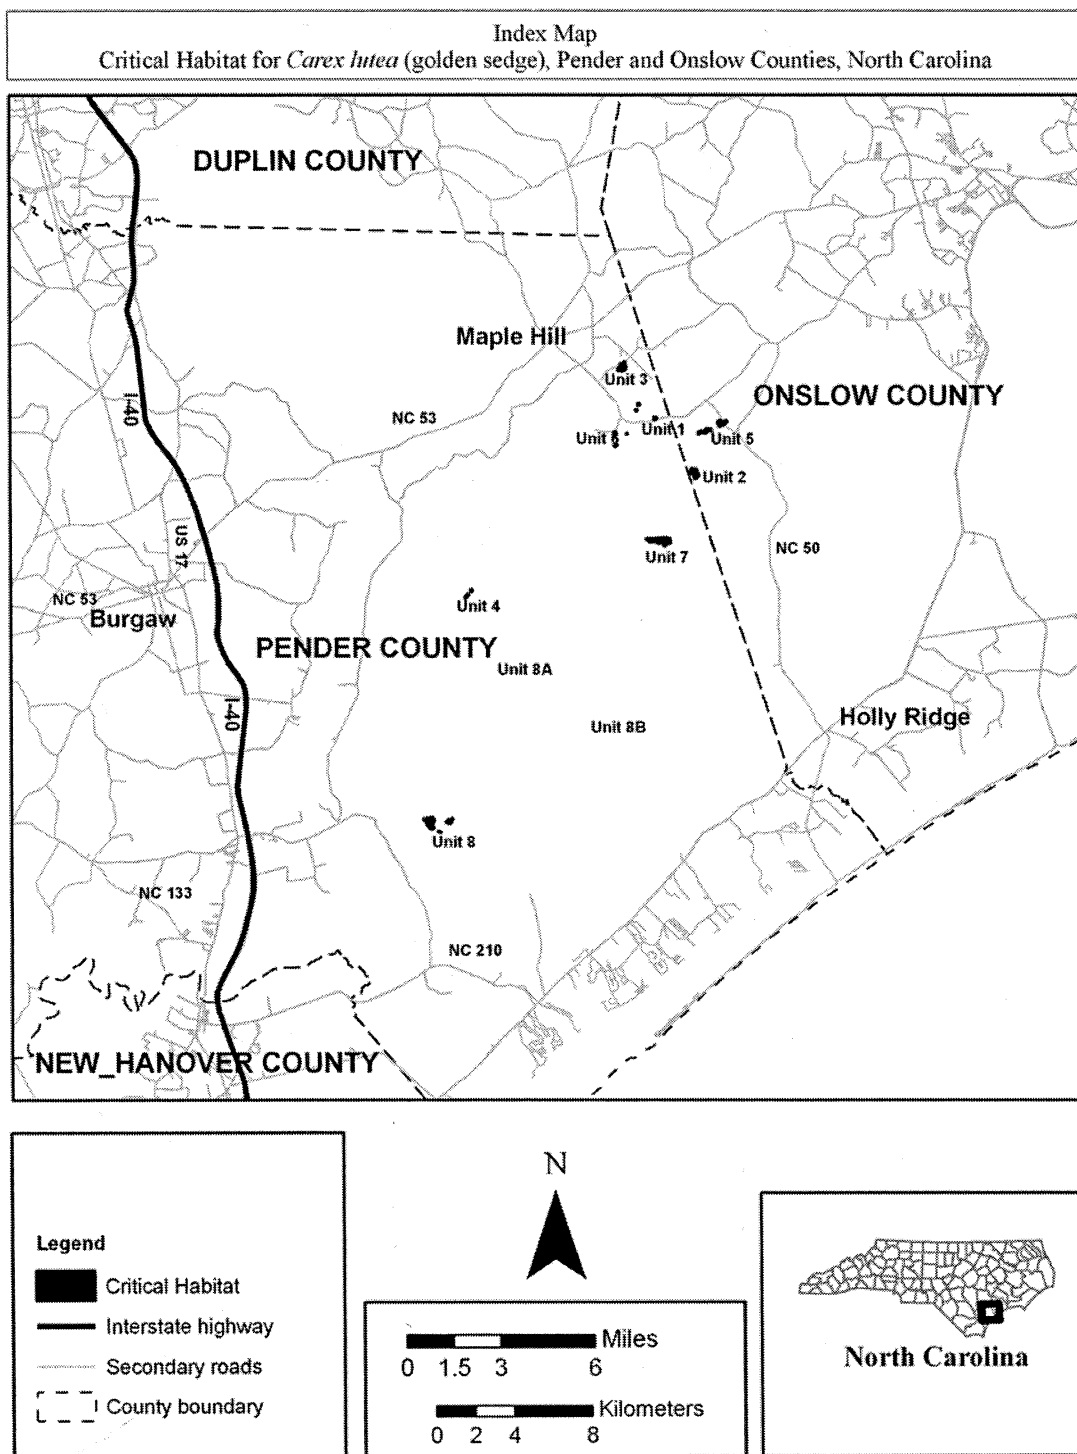 Index Map
Critical Habitat for Carex lutea (golden sedge), Pender and Onslow Counties, North Carolina
DUPLIN COUNTY
Maple Hill
Unit 3
ONSLOW COUNTY
I-40
NC 53
Unit 1
Unit 5
Unit
Unit 2
US 17
NC 50
Unit 7
NC 53
Unit 4
Burgaw
PENDER COUNTY
Unit 8A
I-40
Unit 8B
Holly Ridge
Unit 8
NC 133
NC 210
NEW_HANOVER COUNTY
N
Legend
Critical Habitat
Interstate highway
Secondary roads
County boundary
Miles
0 1.5 3 6
Kilometers
0 2 4 8
North Carolina